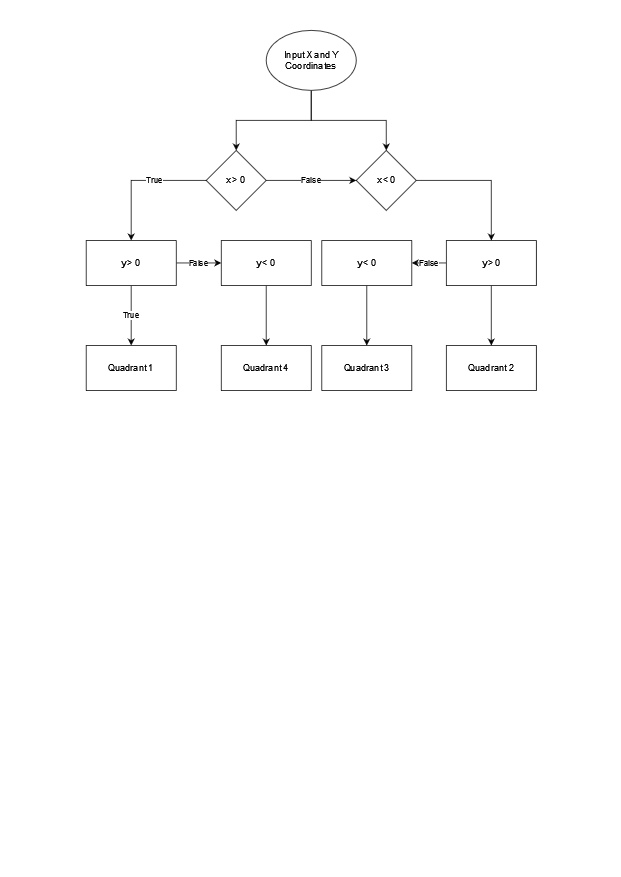 Input X and Y
Coordinates
True
x > 0
False
x < 0
y > 0
False
y < 0
y < 0
False
y > 0
True
Quadrant 1
Quadrant 4
Quadrant 3
Quadrant 2